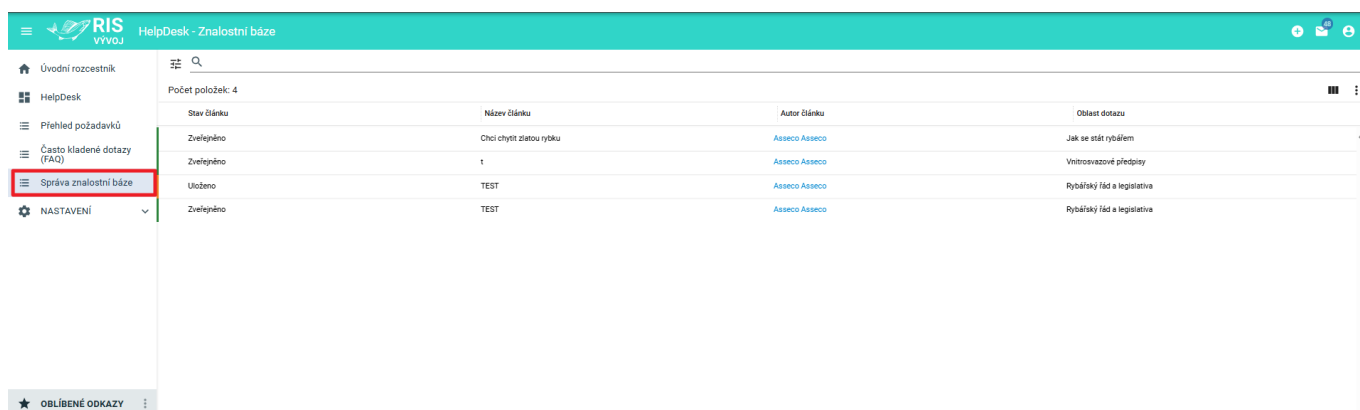 RIS
VÝVOJ
HelpDesk - Znalostní báze
48
Úvodní rozcestník
HelpDesk
Přehled požadavků
Často kladené dotazy
(FAQ)
Správa znalostní báze
NASTAVENÍ
OBLÍBENÉ ODKAZY
Počet položek: 4
Stav článku Název článku Autor článku Oblast dotazu
Zveřejněno Chci chytit zlatou rybku Asseco Asseco Jak se stát rybářem
Zveřejněno t Asseco Asseco Vnitrosvazové předpisy
Uloženo TEST Asseco Asseco Rybářský řád a legislativa
Zveřejněno TEST Asseco Asseco Rybářský řád a legislativa